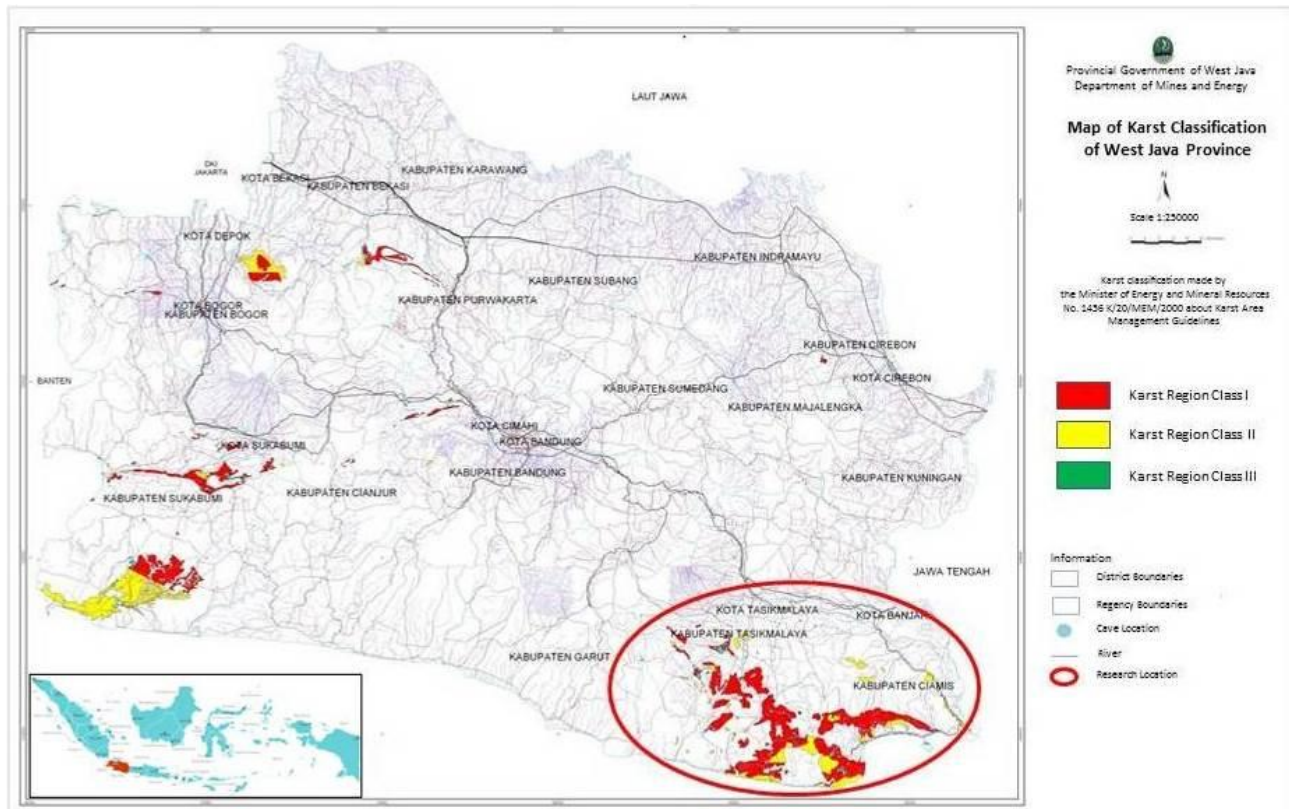 LAUT JAWA
DKI
JAKARTA
KOTA BEKASI
KABUPATEN BEKASI
KABUPATEN KARAWANG
KOTA DEPOK
KABUPATEN INDRAMAYU
KABUPATEN SUBANG
KABUPATEN PURWAKARTA
KOTA BOGOR
KABUPATEN BOGOR
KABUPATEN CIREBON
KOTA CIREBON
BANTEN
KABUPATEN SUMEDANG
KABUPATEN MAJALENGKA
KOTA CIMAHI
KOTA BANDUNG
KOTA SUKABUMI
KABUPATEN BANDUNG
KABUPATEN KUNINGAN
KABUPATEN SUKABUMI
KABUPATEN CIANJUR
JAWA TENGAH
KOTA TASIKMALAYA
KOTA BANJAR
KABUPATEN TASIKMALAYA
KABUPATEN GARUT
KABUPATEN CIAMIS
Provincial Government of West Java
Department of Mines and Energy
Map of Karst Classification
of West Java Province
N
Scale 1:250000
Karst classification made by
the Minister of Energy and Mineral Resources
No. 1456 K/20/MEM/2000 about Karst Area
Management Guidelines
Karst Region Class I
Karst Region Class II
Karst Region Class III
Information
District Boundaries
Regency Boundaries
Cave Location
River
Research Location